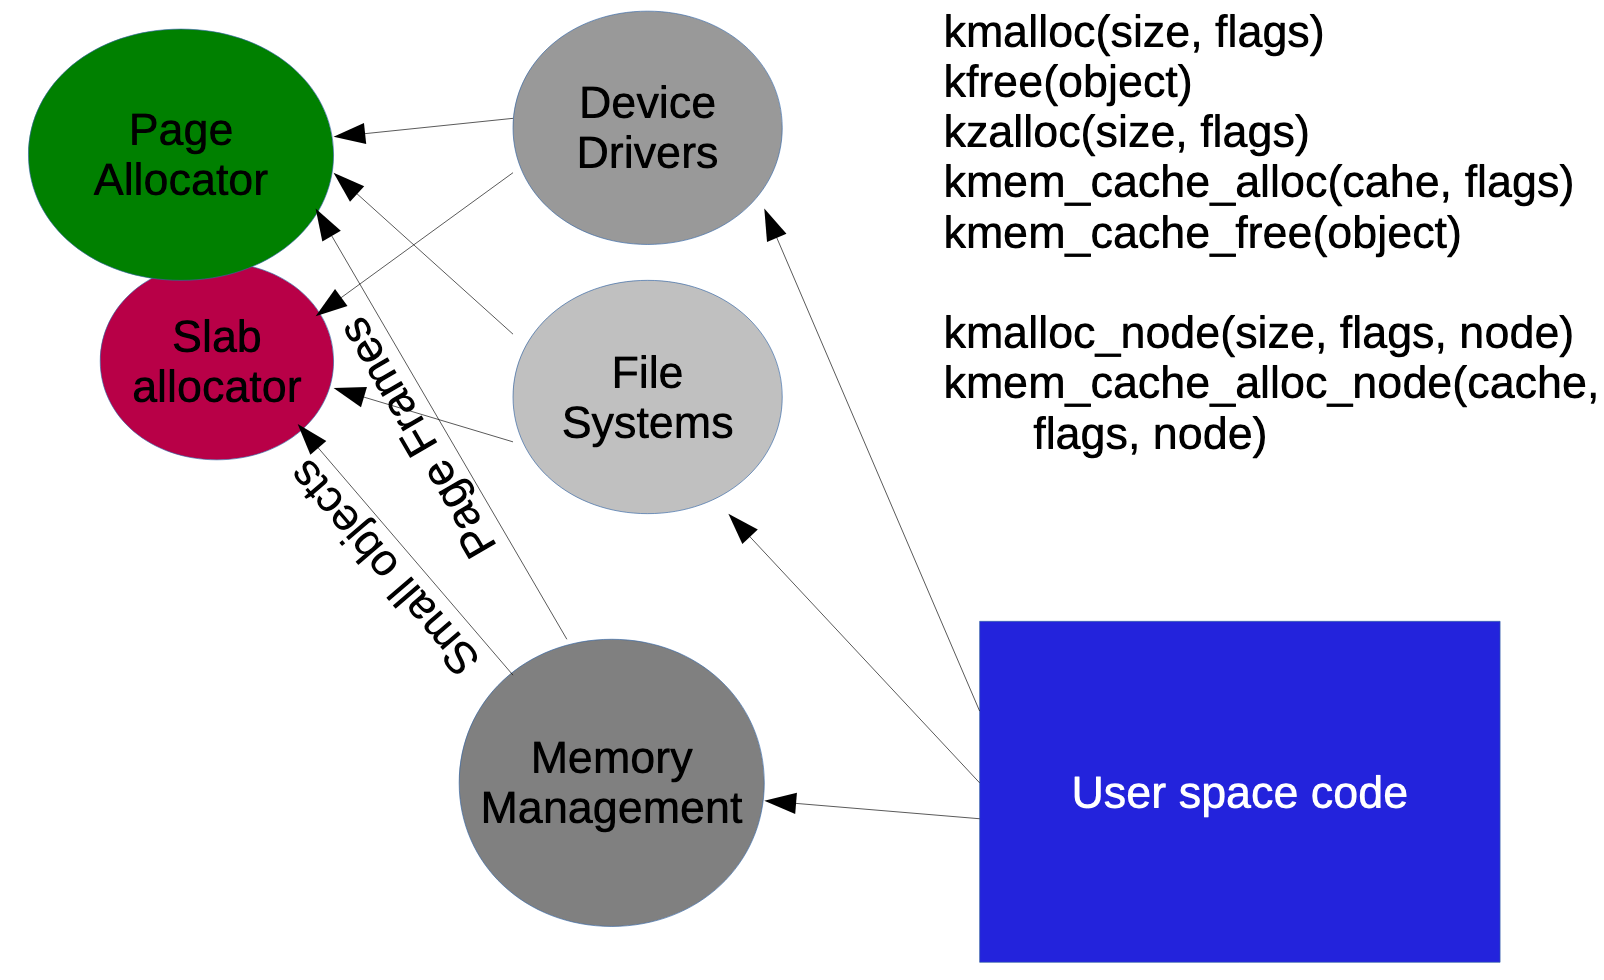 Page
Allocator
Slab
allocator
Device
Drivers
File
Systems
Page Frames
Small objects
Memory
Management
User space code
kmalloc(size, flags)
kfree(object)
kzalloc(size, flags)
kmem_cache_alloc(cahe, flags)
kmem_cache_free(object)
kmalloc_node(size, flags, node)
kmem_cache_alloc_node(cache,
flags, node)